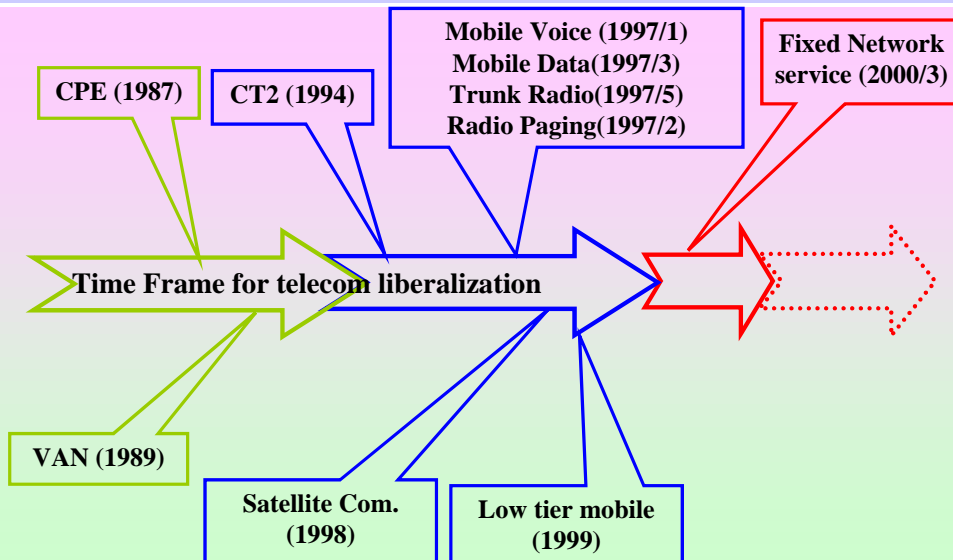 Mobile Voice (1997/1)
Mobile Data(1997/3)
Trunk Radio(1997/5)
Radio Paging(1997/2)
Fixed Network
service (2000/3)
CPE (1987)
CT2 (1994)
Time Frame for telecom liberalization
VAN (1989)
Satellite Com.
(1998)
Low tier mobile
(1999)